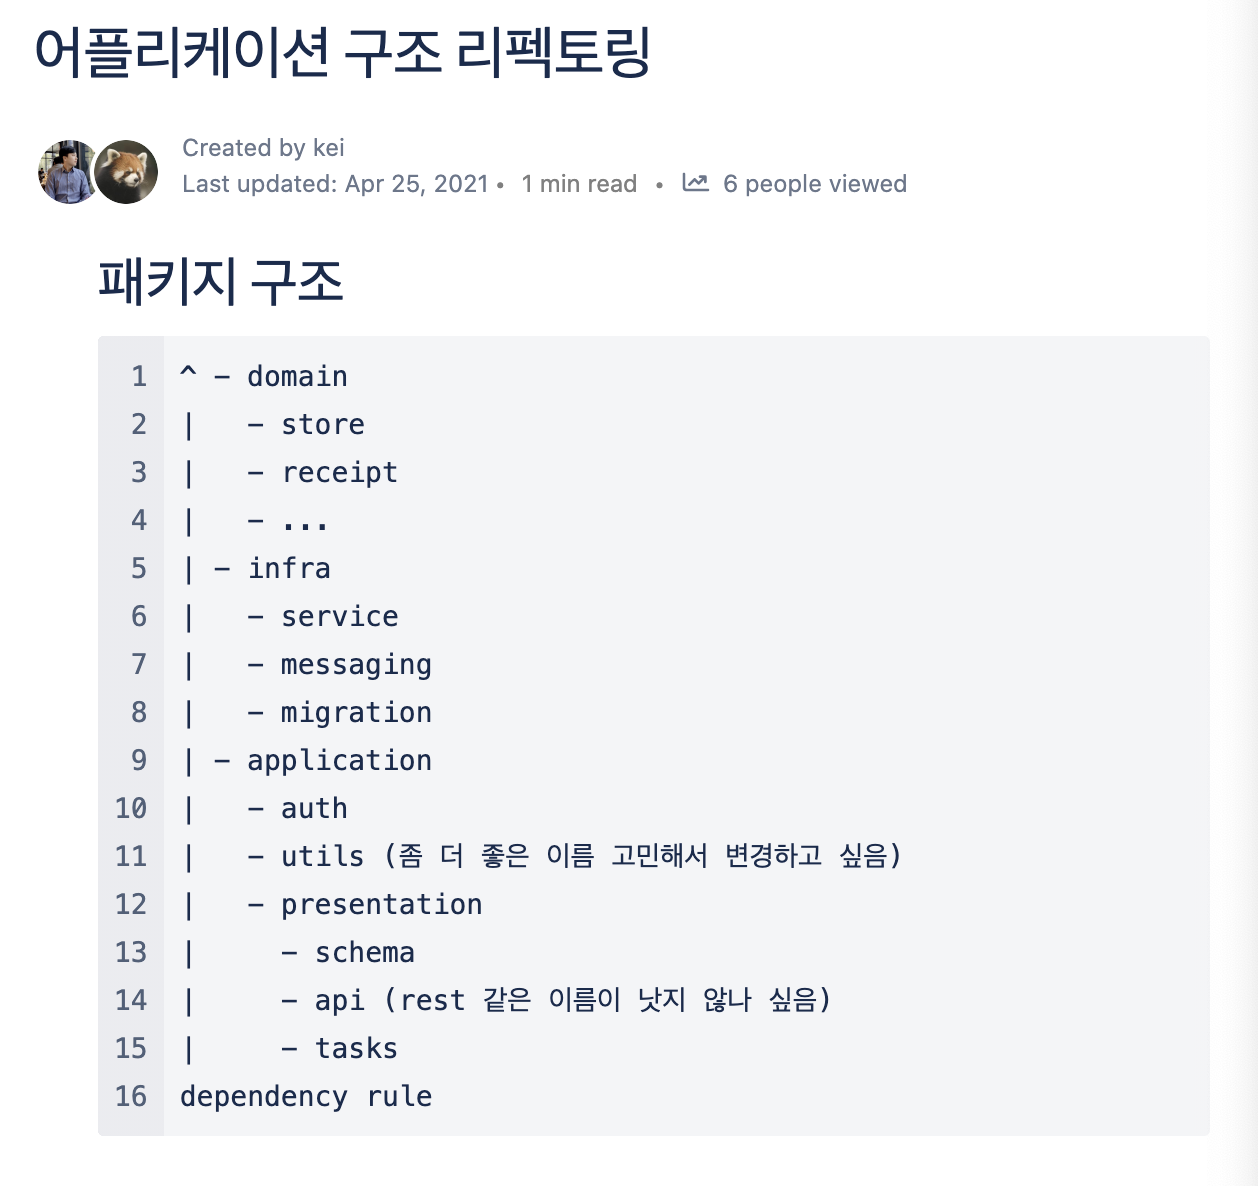 어플리케이션 구조 리펙토링
Created by kei
Last updated: Apr 25, 2021 • 1 min read • 6 people viewed
패키지 구조
1 ^ - domain
2 |   - store
3 |   - receipt
4 |   - ...
5 | - infra
6 |   - service
7 |   - messaging
8 |   - migration
9 | - application
10 |   - auth
11 |   - utils (좀 더 좋은 이름 고민해서 변경하고 싶음)
12 |   - presentation
13 |     - schema
14 |     - api (rest 같은 이름이 낫지 않나 싶음)
15 |     - tasks
16 dependency rule